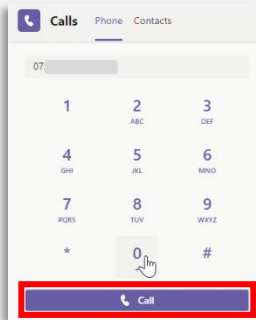 Calls Phone Contacts
07
1 2 3
ABC DEF
4 5 6
GHI JKL MNO
7 8 9
PQRS TUV WXYZ
* 0 #
Call